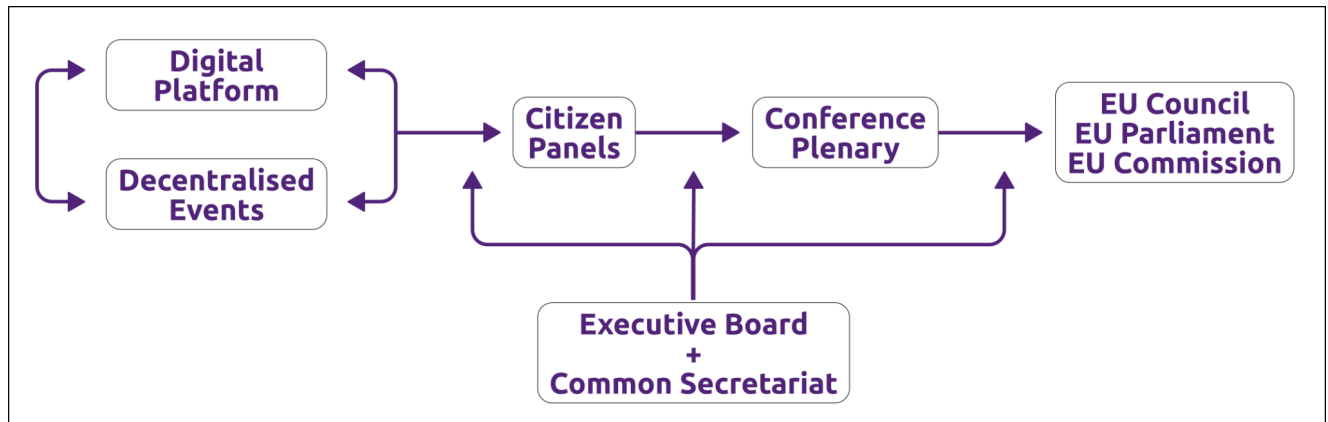 Digital
Platform
Decentralised
Events
Citizen
Panels
Conference
Plenary
EU Council
EU Parliament
EU Commission
Executive Board
+
Common Secretariat